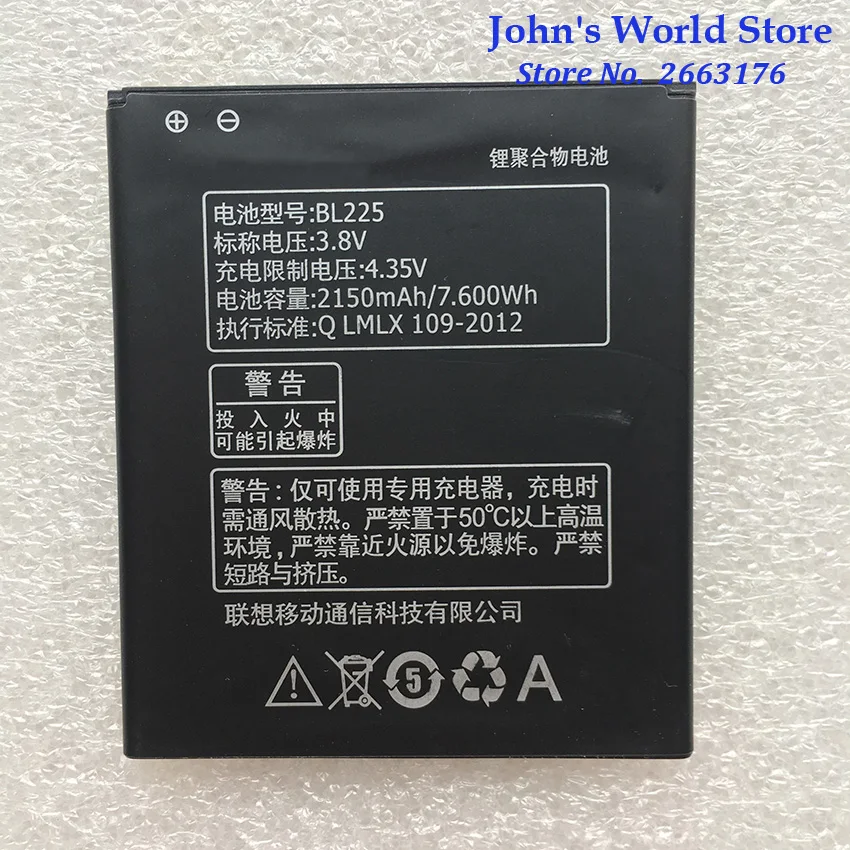 John's World Store
Store No. 2663176
锂聚合物电池
电池型号:BL225
标称电压:3.8V
充电限制电压:4.35V
电池容量:2150mAh/7.600Wh
执行标准:Q LMLX 109-2012
警告
投入火中
可能引起爆炸
警告:仅可使用专用充电器，充电时
需通风散热。严禁置于50℃以上高温
环境,严禁靠近火源以免爆炸。严禁
短路与挤压。
联想移动通信科技有限公司
5 A